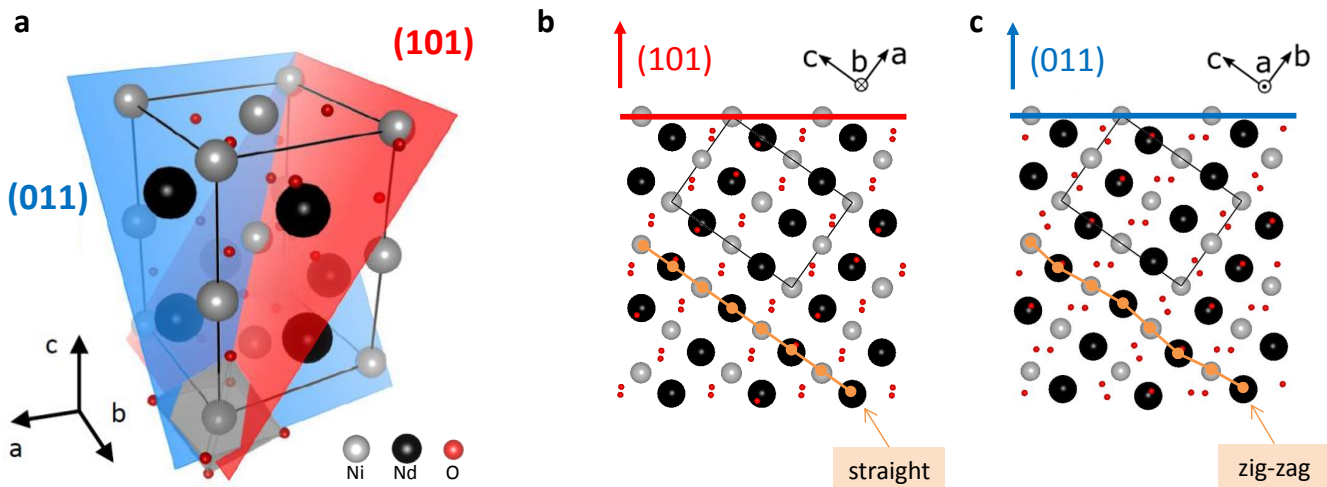 a
(101)
(011)
c
b
a
Ni Nd O
b
(101)
c b a
straight
c
(011)
c a b
zig-zag